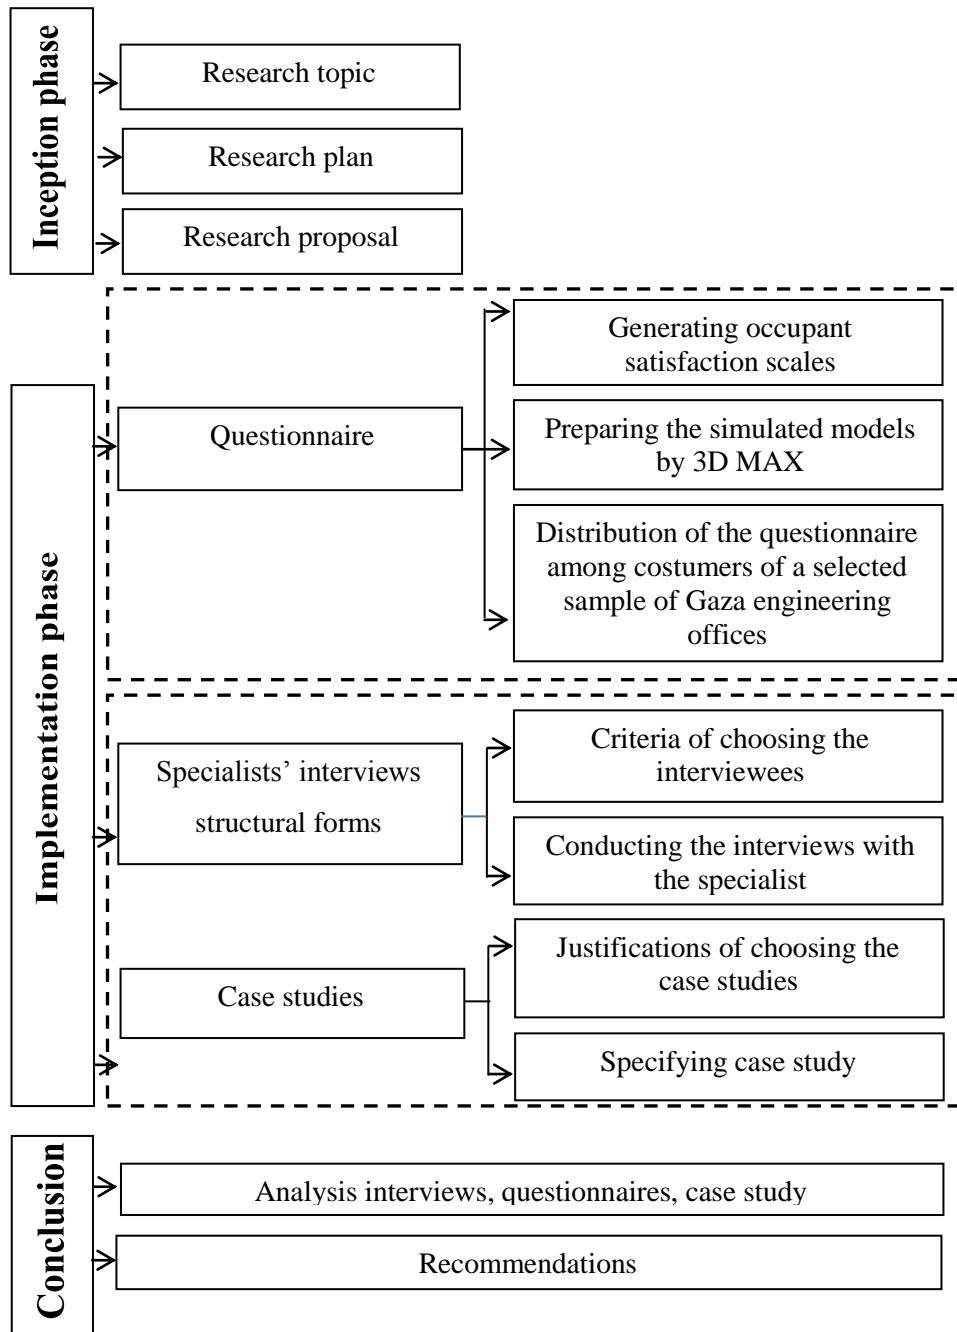 Inception phase
Research topic
Research plan
Research proposal
Implementation phase
Questionnaire
Generating occupant
satisfaction scales
Preparing the simulated models
by 3D MAX
Distribution of the questionnaire
among costumers of a selected
sample of Gaza engineering
offices
Specialists’ interviews
structural forms
Criteria of choosing the
interviewees
Conducting the interviews with
the specialist
Case studies
Justifications of choosing the
case studies
Specifying case study
Conclusion
Analysis interviews, questionnaires, case study
Recommendations